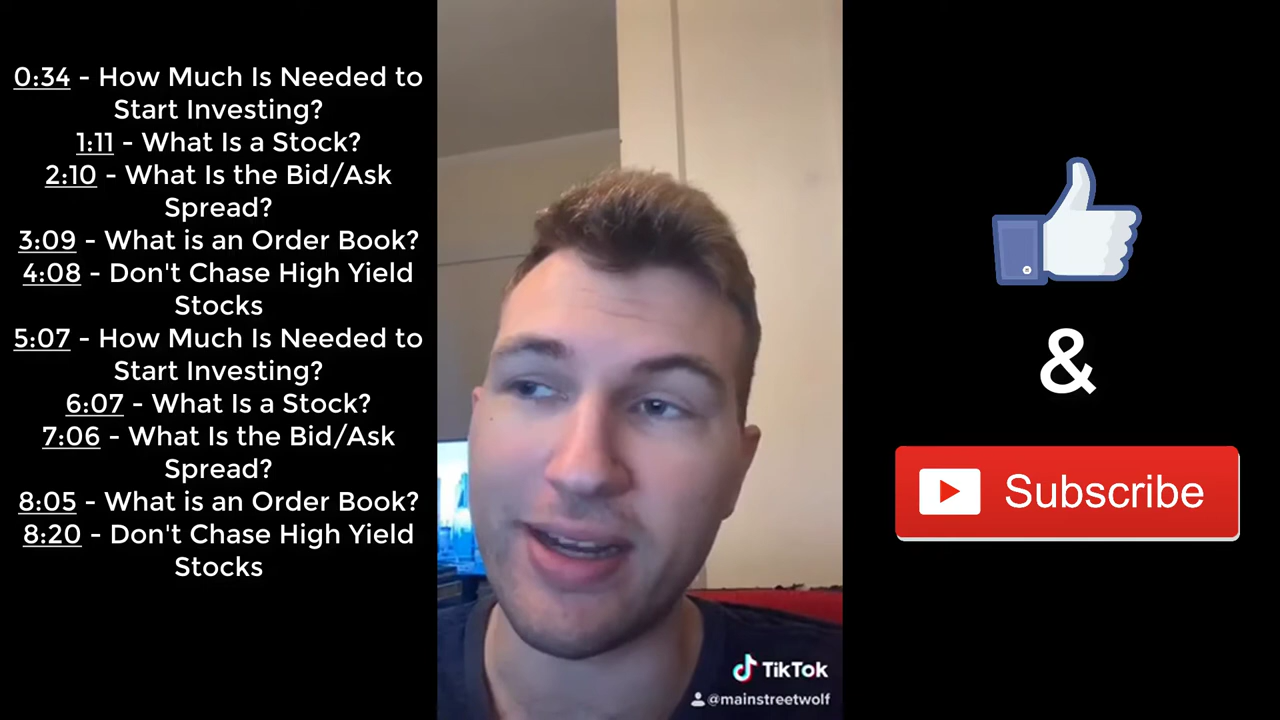 0:34 - How Much Is Needed to
Start Investing?
1:11 - What Is a Stock?
2:10 - What Is the Bid/Ask
Spread?
3:09 - What is an Order Book?
4:08 - Don't Chase High Yield
Stocks
5:07 - How Much Is Needed to
Start Investing?
6:07 - What Is a Stock?
7:06 - What Is the Bid/Ask
Spread?
8:05 - What is an Order Book?
8:20 - Don't Chase High Yield
Stocks
&
Subscribe
TikTok
@mainstreetwolf